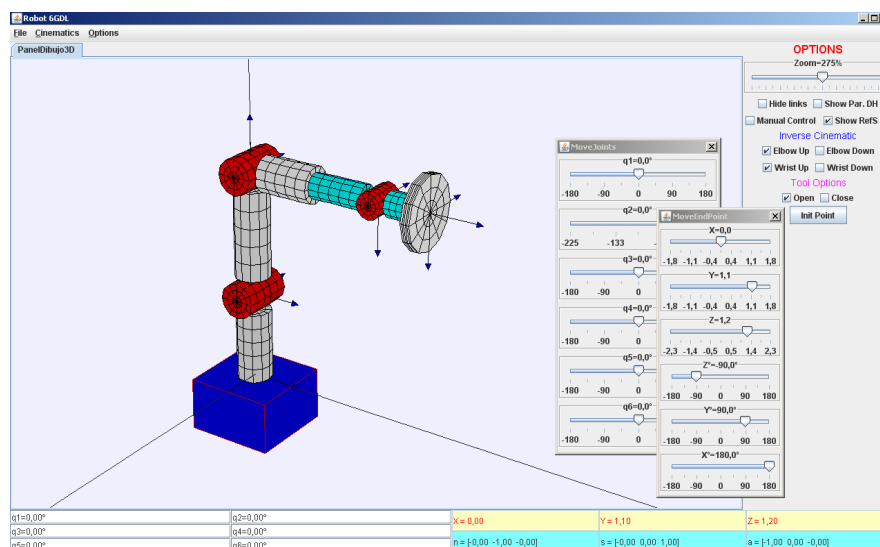 Robot 6GDL
File Cinematics Options
PanelDibujo3D
OPTIONS
Zoom=275%
Hide links Show Par. DH
Manual Control Show RefS
Inverse Cinematic
Elbow Up Elbow Down
Wrist Up Wrist Down
Tool Options
Open Close
Init Point
MoveJoints
q1=0,0°
-180 -90 0 90 180
q2=0,0°
-225 -133
q3=0,0°
-180 -90 0
q4=0,0°
-180 -90 0
q5=0,0°
-180 -90 0
q6=0,0°
-180 -90 0
MoveEndPoint
X=0,0
-1,8 -1,1 -0,4 0,4 1,1 1,8
Y=1,1
-1,8 -1,1 -0,4 0,4 1,1 1,8
Z=1,2
-2,3 -1,4 -0,5 0,5 1,4 2,3
Z°=-90,0°
-180 -90 0 90 180
Y°=90,0°
-180 -90 0 90 180
X°=180,0°
-180 -90 0 90 180
q1=0,00° q2=0,00° X = 0,00 Y = 1,10 Z = 1,20
q3=0,00° q4=0,00°
q5=0,00° q6=0,00° n = [-0,00 -1,00 -0,00] s = [-0,00 0,00 1,00] a = [-1,00 0,00 -0,00]